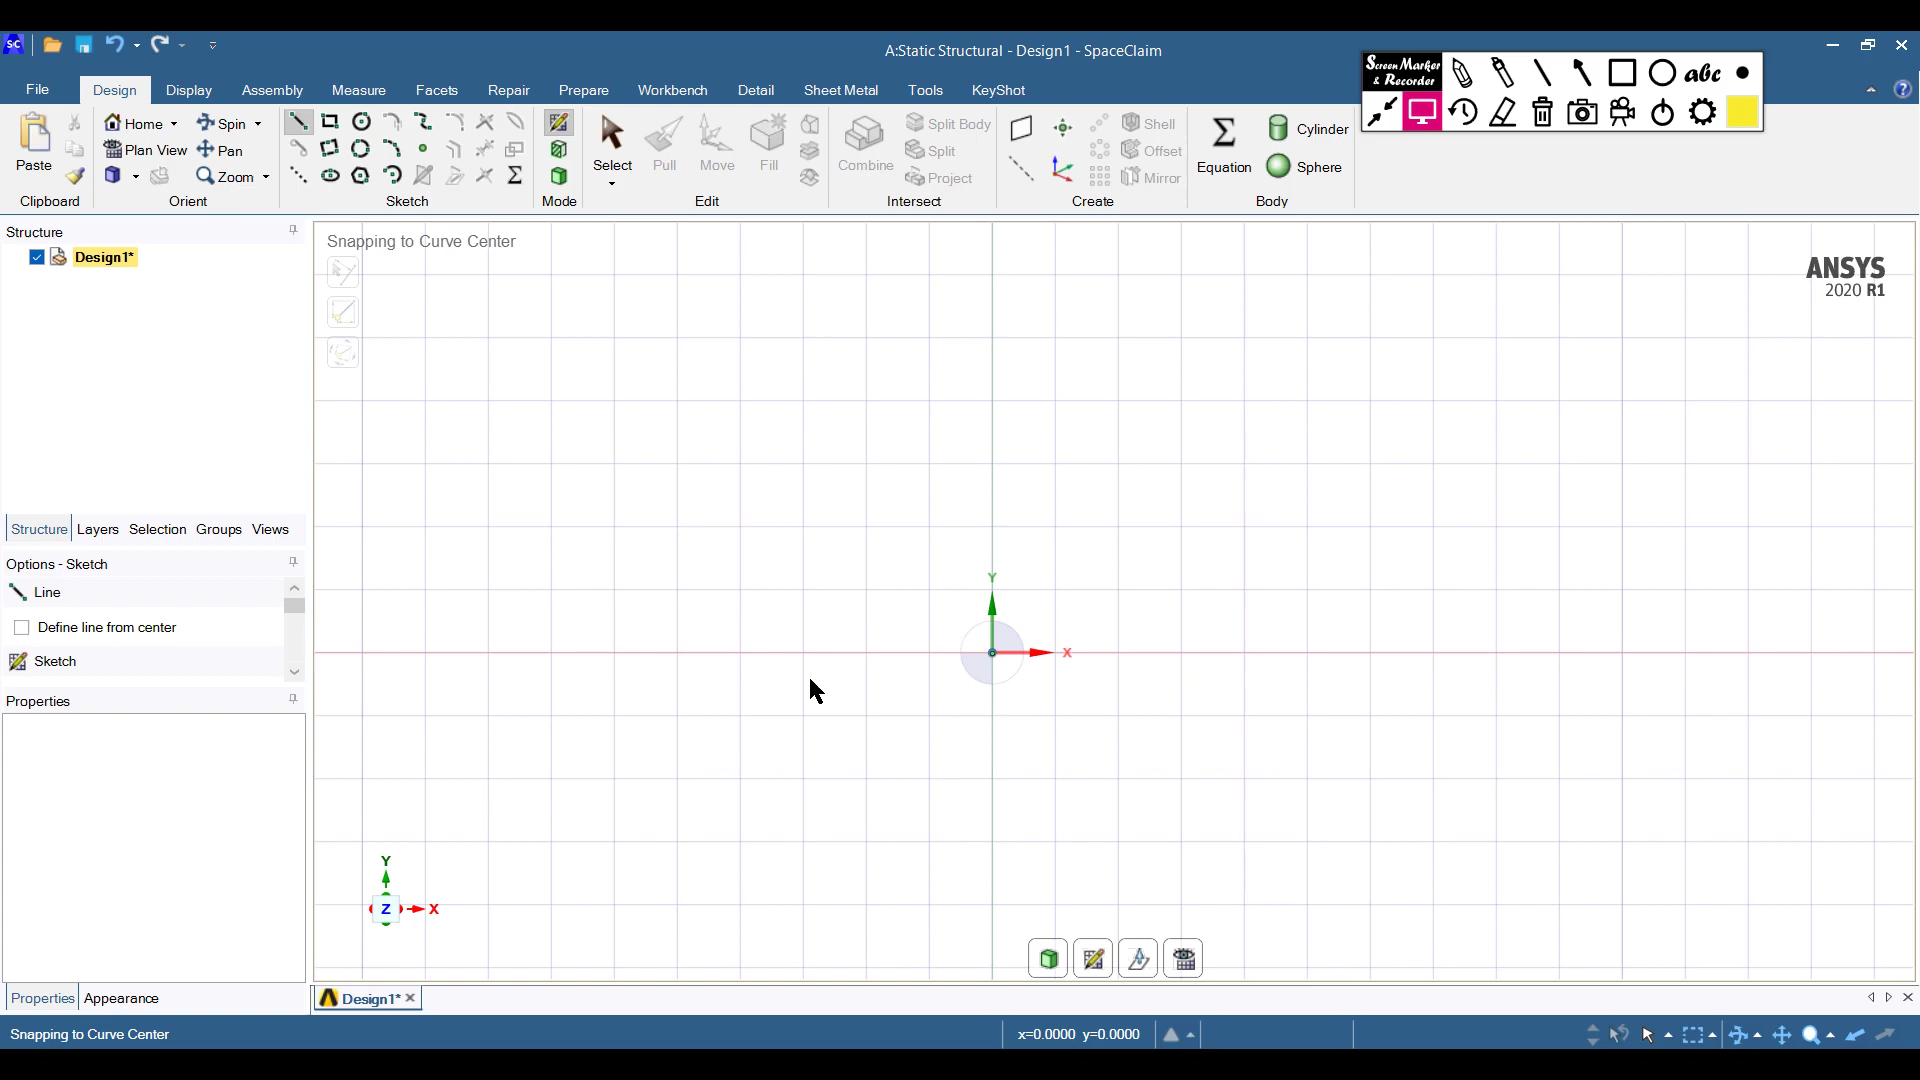 SC
A:Static Structural - Design1 - SpaceClaim
Screen Marker
& Recorder
abc
File
Design
Display
Assembly
Measure
Facets
Repair
Prepare
Workbench
Detail
Sheet Metal
Tools
KeyShot
?
Paste
Clipboard
Home
Plan View
Spin
Pan
Zoom
Orient
Sketch
Mode
Select
Pull
Move
Fill
Edit
Combine
Split Body
Split
Project
Intersect
Shell
Offset
Mirror
Create
Σ
Equation
Cylinder
Sphere
Body
Structure
Design1*
Structure
Layers
Selection
Groups
Views
Options - Sketch
Line
Define line from center
Sketch
Properties
Properties
Appearance
Snapping to Curve Center
ANSYS
2020 R1
Y
X
Y
Z
X
Design1*
Snapping to Curve Center
x=0.0000 y=0.0000